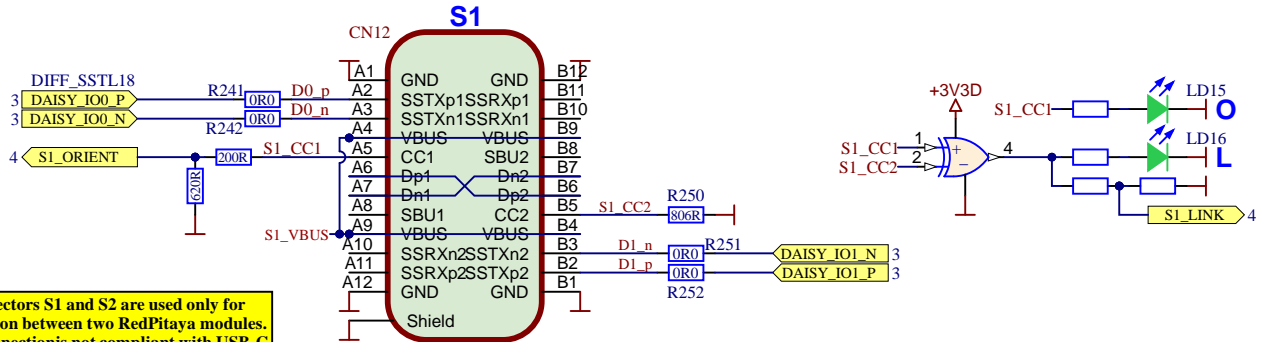 S1
CN12
DIFF_SSTL18
3 DAISY_IO0_P R241 0R0 D0_p
3 DAISY_IO0_N R242 0R0 D0_n
4 S1_ORIENT 200R S1_CC1
620R
S1_VBUS
A1 GND GND B12
A2 SSTXp1 SSRXp1 B11
A3 SSTXn1 SSRXn1 B10
A4 VBUS VBUS B9
A5 CC1 SBU2 B8
A6 Dp1 Dn2 B7
A7 Dn1 Dp2 B6
A8 SBU1 CC2 B5
A9 VBUS VBUS B4
A10 SSRXn2 SSTXn2 B3
A11 SSRXp2 SSTXp2 B2
A12 GND GND B1
Shield
S1_CC2 R250 806R
D1_n 0R0 R251 DAISY_IO1_N 3
D1_p 0R0 R252 DAISY_IO1_P 3
+3V3D
S1_CC1 1
S1_CC2 2
4
S1_CC1 LD15 O
LD16 L
S1_LINK 4
ectors S1 and S2 are used only for
on between two RedPitaya modules.
nectionis not compliant with USB-C